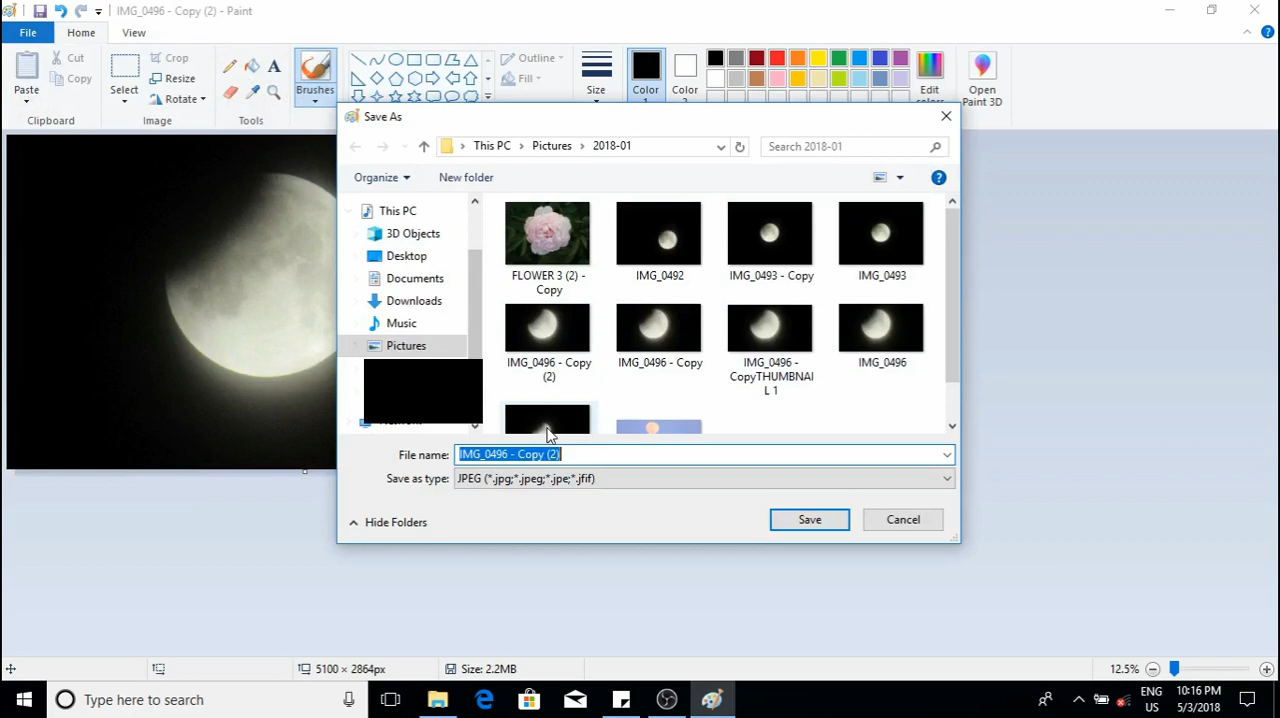 IMG_0496 - Copy (2) - Paint
File
Home
View
Paste
Cut
Copy
Clipboard
Select
Crop
Resize
Rotate
Image
Tools
Brushes
Outline
Fill
Size
Color
1
Color
Edit
colors
Open
Paint 3D
Save As
This PC
Pictures
2018-01
Search 2018-01
Organize
New folder
This PC
3D Objects
Desktop
Documents
Downloads
Music
Pictures
FLOWER 3 (2) -
Copy
IMG_0492
IMG_0493 - Copy
IMG_0493
IMG_0496 - Copy
(2)
IMG_0496 - Copy
IMG_0496 -
CopyTHUMBNAI
L 1
IMG_0496
File name: IMG_0496 - Copy (2)
Save as type: JPEG (*.jpg;*.jpeg;*.jpe;*.jfif)
Hide Folders
Save
Cancel
5100 × 2864px
Size: 2.2MB
12.5%
Type here to search
ENG
US
10:16 PM
5/3/2018